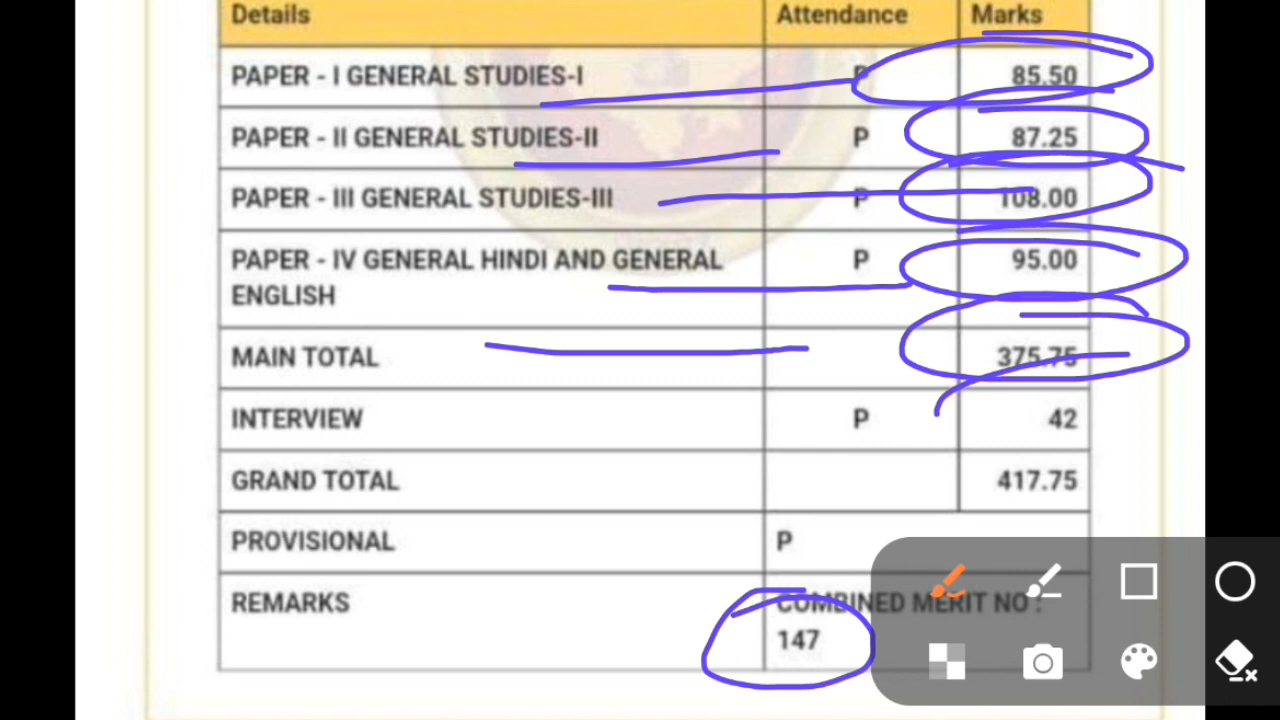 Details Attendance Marks
PAPER - I GENERAL STUDIES-I P 85.50
PAPER - II GENERAL STUDIES-II P 87.25
PAPER - III GENERAL STUDIES-III P 108.00
PAPER - IV GENERAL HINDI AND GENERAL P 95.00
ENGLISH
MAIN TOTAL 375.75
INTERVIEW P 42
GRAND TOTAL 417.75
PROVISIONAL P
REMARKS COMBINED MERIT NO :
147